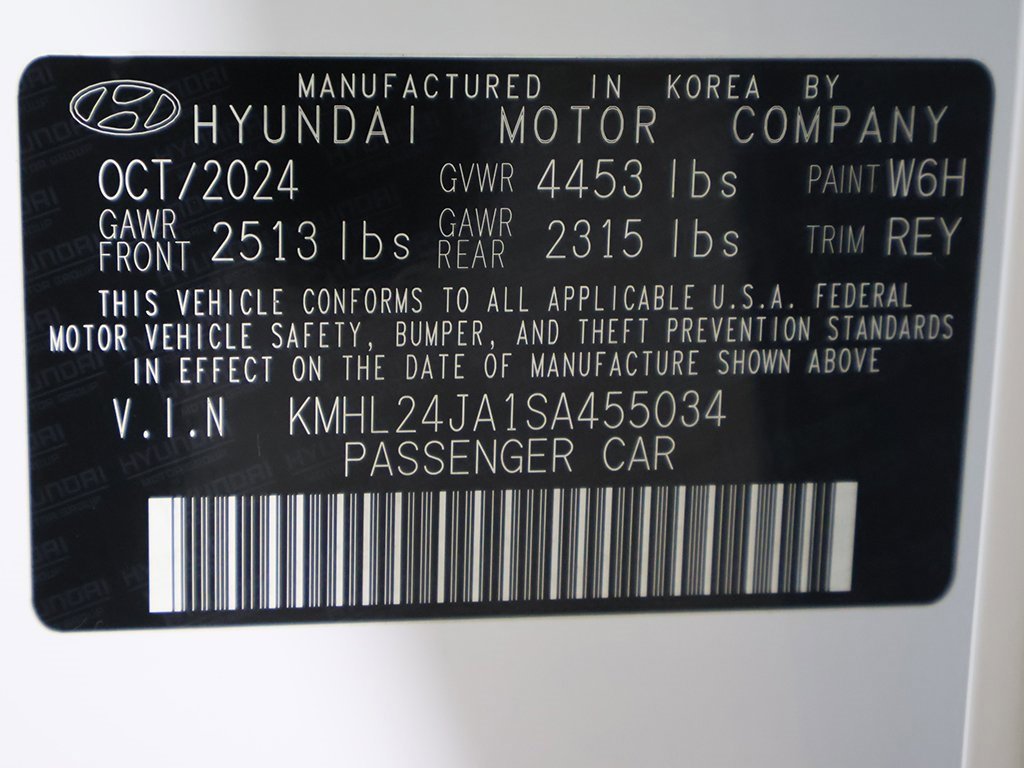 MANUFACTURED IN KOREA BY
HYUNDAI MOTOR COMPANY
OCT/2024 GVWR 4453 lbs PAINT W6H
GAWR FRONT 2513 lbs GAWR REAR 2315 lbs TRIM REY
THIS VEHICLE CONFORMS TO ALL APPLICABLE U.S.A. FEDERAL
MOTOR VEHICLE SAFETY, BUMPER, AND THEFT PREVENTION STANDARDS
IN EFFECT ON THE DATE OF MANUFACTURE SHOWN ABOVE
V.I.N KMHL24JA1SA455034
PASSENGER CAR